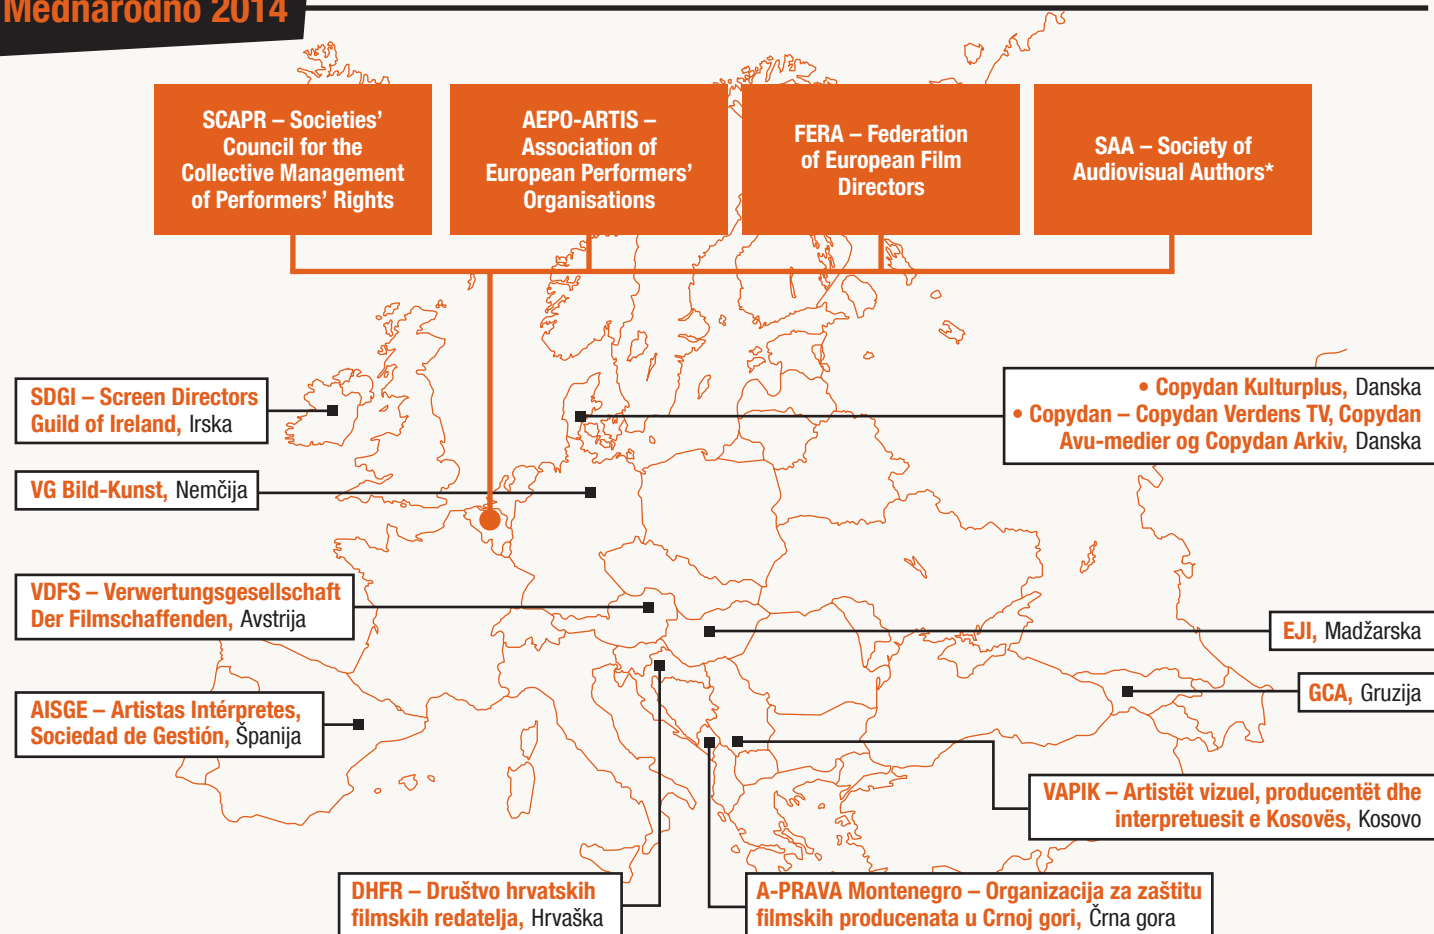 Mednarodno 2014
SCAPR – Societies’
Council for the
Collective Management
of Performers’ Rights
AEPO-ARTIS –
Association of
European Performers’
Organisations
FERA – Federation
of European Film
Directors
SAA – Society of
Audiovisual Authors*
SDGI – Screen Directors
Guild of Ireland, Irska
• Copydan Kulturplus, Danska
• Copydan – Copydan Verdens TV, Copydan
Avu-medier og Copydan Arkiv, Danska
VG Bild-Kunst, Nemčija
VDFS – Verwertungsgesellschaft
Der Filmschaffenden, Avstrija
EJI, Madžarska
GCA, Gruzija
AISGE – Artistas Intérpretes,
Sociedad de Gestión, Španija
VAPIK – Artistët vizuel, producentët dhe
interpretuesit e Kosovës, Kosovo
DHFR – Društvo hrvatskih
filmskih redatelja, Hrvaška
A-PRAVA Montenegro – Organizacija za zaštitu
filmskih producenata u Crnoj gori, Črna gora